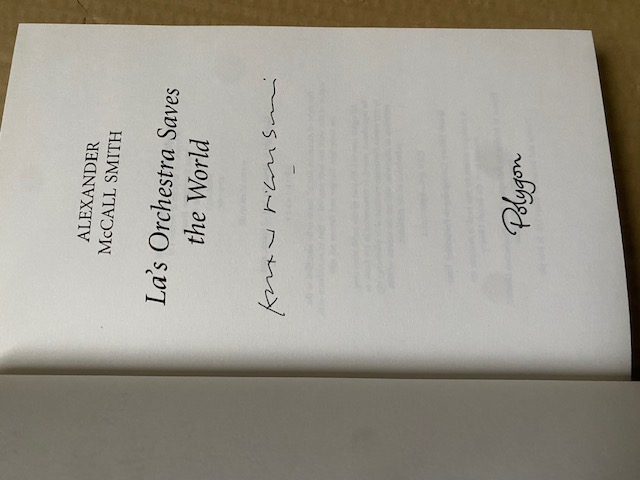 ALEXANDER
McCALL SMITH
La's Orchestra Saves
the World
Polygon